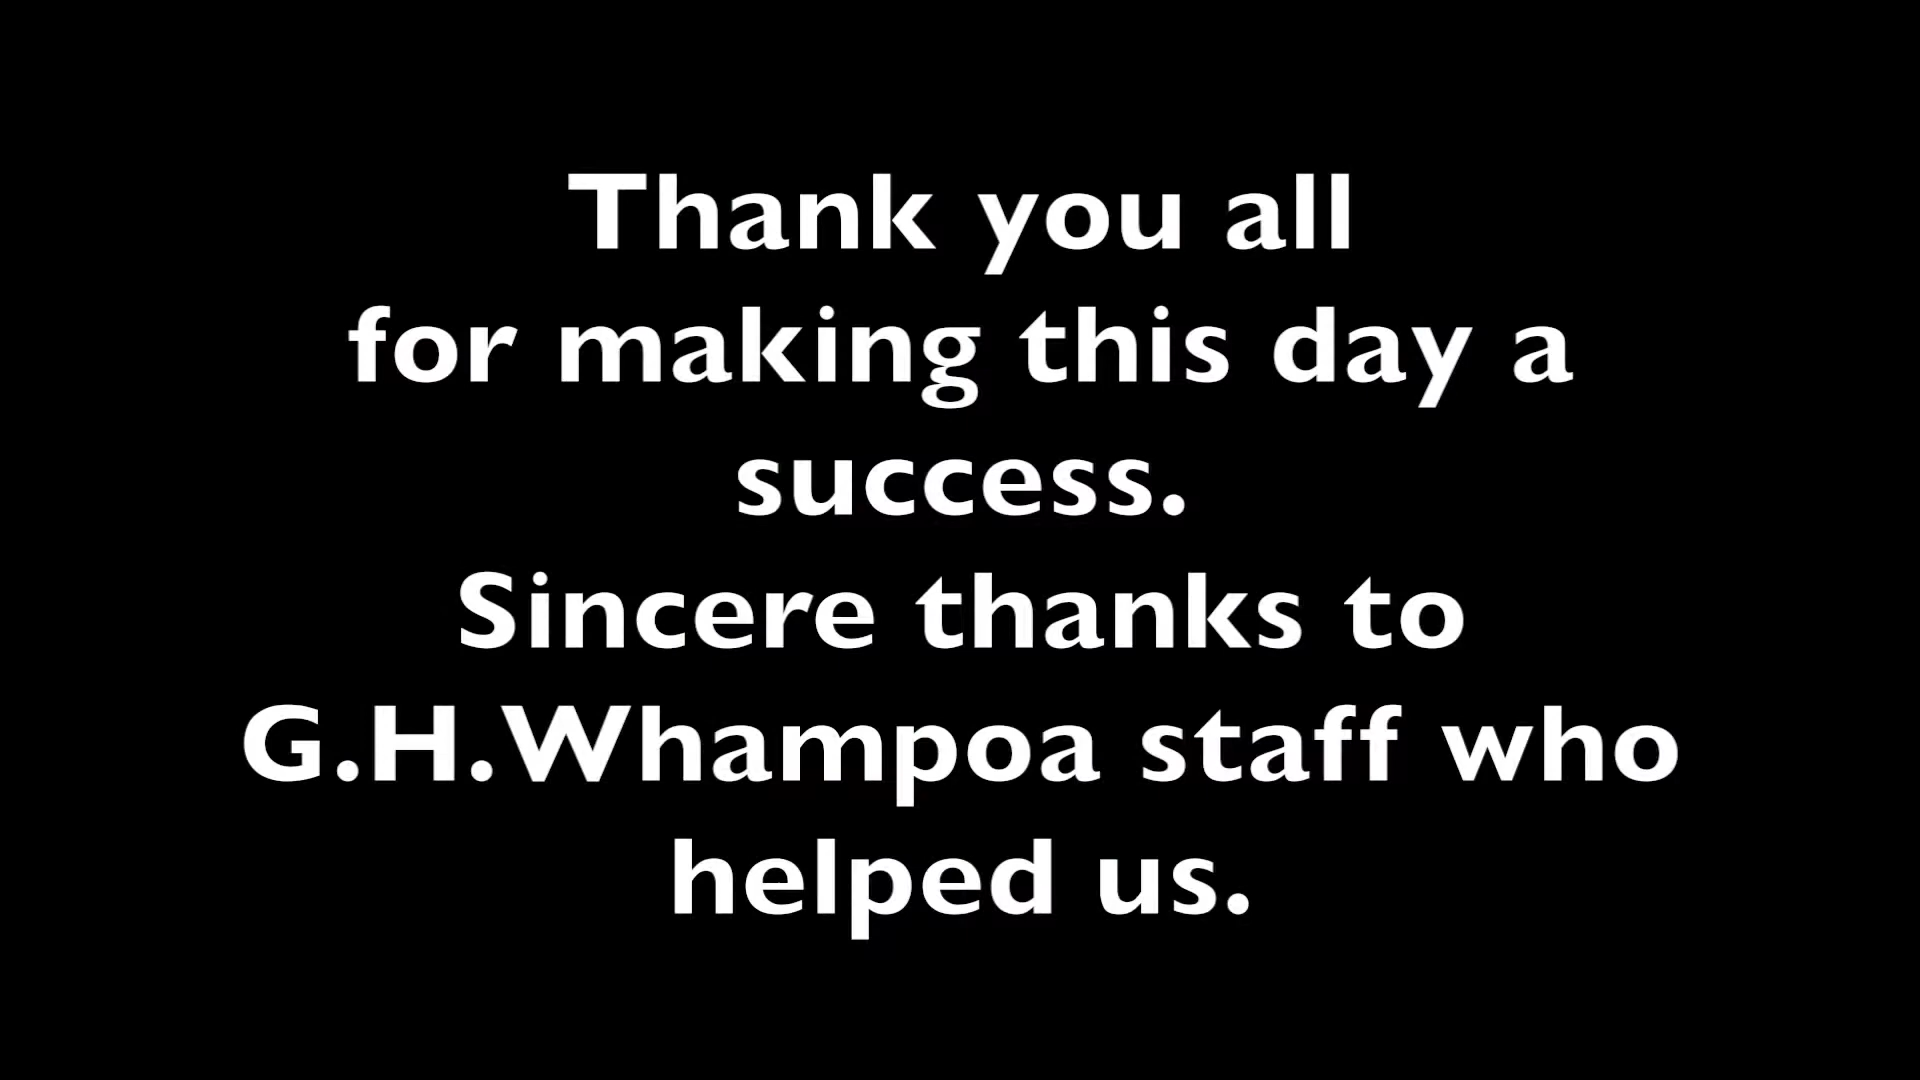 Thank you all
for making this day a
success.
Sincere thanks to
G.H.Whampoa staff who
helped us.